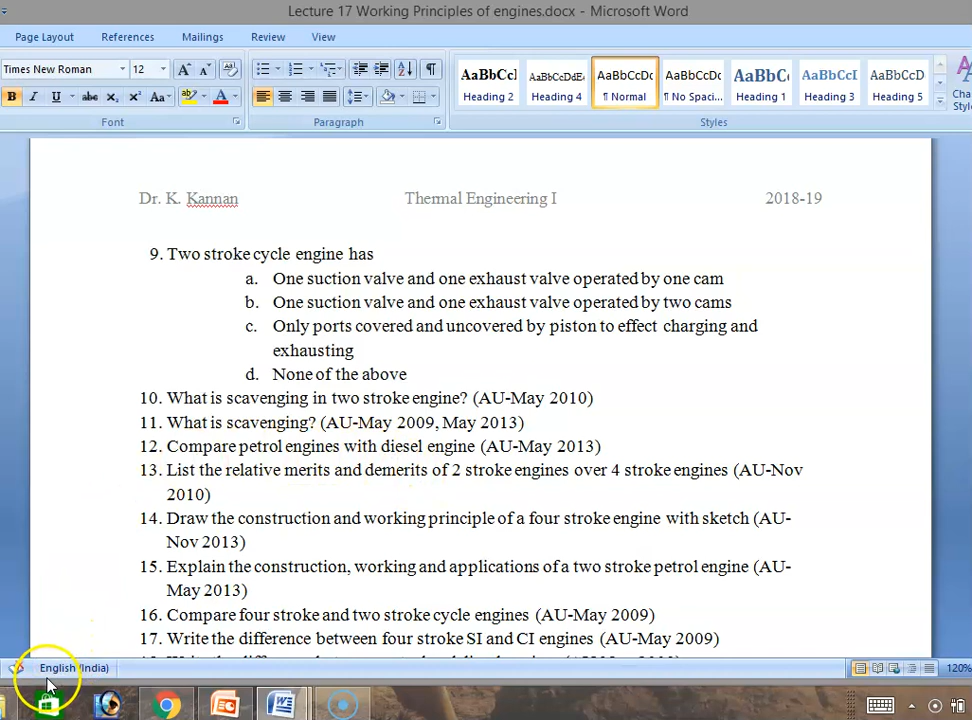 Lecture 17 Working Principles of engines.docx - Microsoft Word
Page Layout References Mailings Review View
Times New Roman 12
Font Paragraph Styles
AaBbCcI AaBbCcDdE AaBbCcDc AaBbCcDc AaBbCc AaBbCcI AaBbCcD
Heading 2 Heading 4 ¶ Normal ¶ No Spaci... Heading 1 Heading 3 Heading 5
Dr. K. Kannan Thermal Engineering I 2018-19
9. Two stroke cycle engine has
a. One suction valve and one exhaust valve operated by one cam
b. One suction valve and one exhaust valve operated by two cams
c. Only ports covered and uncovered by piston to effect charging and
exhausting
d. None of the above
10. What is scavenging in two stroke engine? (AU-May 2010)
11. What is scavenging? (AU-May 2009, May 2013)
12. Compare petrol engines with diesel engine (AU-May 2013)
13. List the relative merits and demerits of 2 stroke engines over 4 stroke engines (AU-Nov
2010)
14. Draw the construction and working principle of a four stroke engine with sketch (AU-
Nov 2013)
15. Explain the construction, working and applications of a two stroke petrol engine (AU-
May 2013)
16. Compare four stroke and two stroke cycle engines (AU-May 2009)
17. Write the difference between four stroke SI and CI engines (AU-May 2009)
English (India) 120%